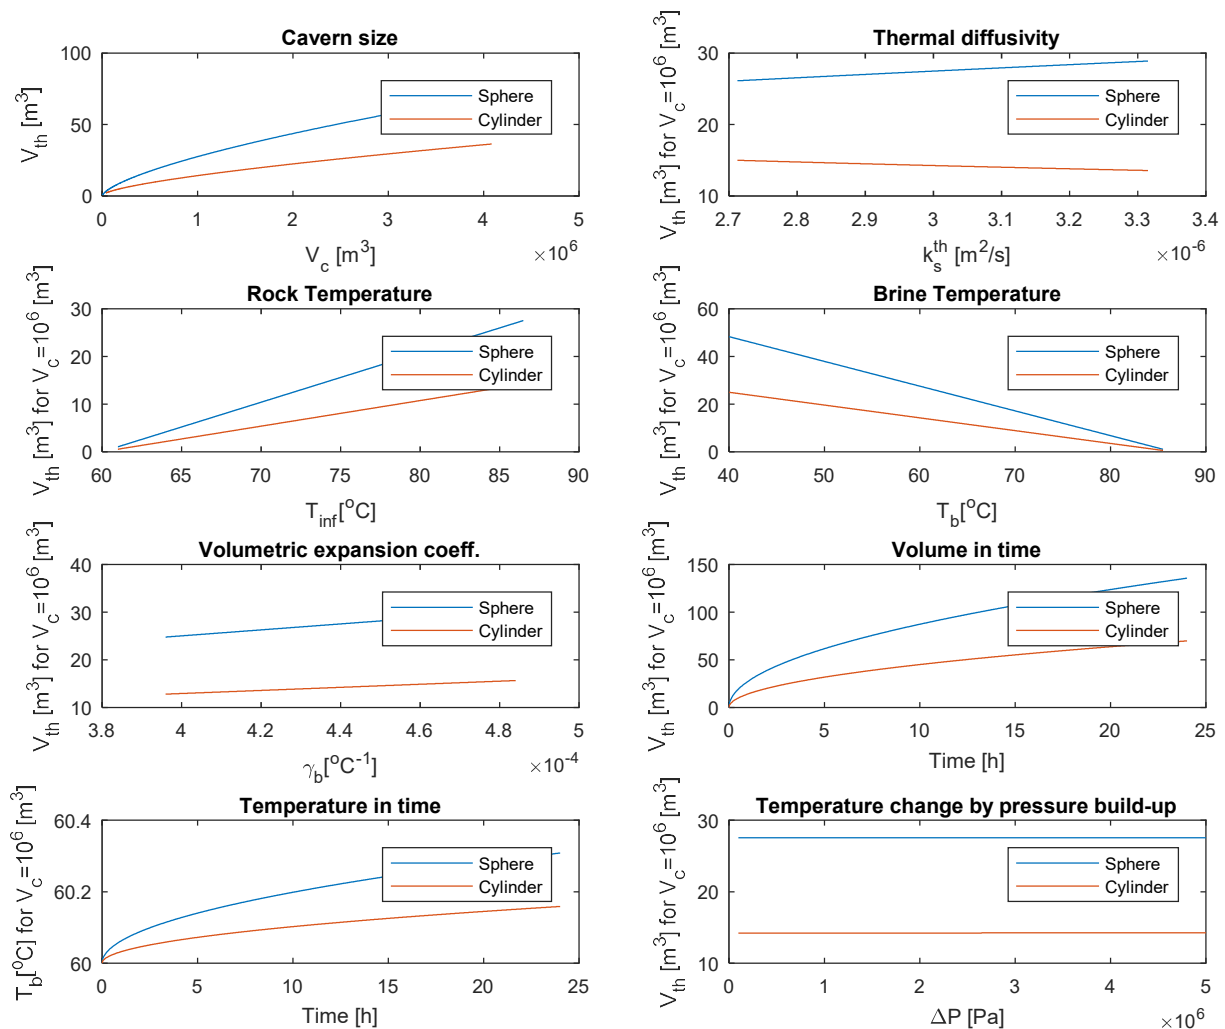 Cavern size
100
50
0
V_th [m^3]
Sphere
Cylinder
0 1 2 3 4 5
V_c [m^3]
×10^6
Thermal diffusivity
30
20
10
V_th [m^3] for V_c=10^6 [m^3]
Sphere
Cylinder
2.7 2.8 2.9 3 3.1 3.2 3.3 3.4
k_s^th [m^2/s]
×10^-6
Rock Temperature
30
20
10
0
V_th [m^3] for V_c=10^6 [m^3]
Sphere
Cylinder
60 65 70 75 80 85 90
T_inf[°C]
Brine Temperature
60
40
20
0
V_th [m^3] for V_c=10^6 [m^3]
Sphere
Cylinder
40 50 60 70 80 90
T_b[°C]
Volumetric expansion coeff.
40
30
20
10
V_th [m^3] for V_c=10^6 [m^3]
Sphere
Cylinder
3.8 4 4.2 4.4 4.6 4.8 5
γ_b[°C^-1]
×10^-4
Volume in time
150
100
50
0
V_th [m^3] for V_c=10^6 [m^3]
Sphere
Cylinder
0 5 10 15 20 25
Time [h]
Temperature in time
60.4
60.2
60
T_b[°C] for V_c=10^6 [m^3]
Sphere
Cylinder
0 5 10 15 20 25
Time [h]
Temperature change by pressure build-up
30
20
10
V_th [m^3] for V_c=10^6 [m^3]
Sphere
Cylinder
0 1 2 3 4 5
ΔP [Pa]
×10^6